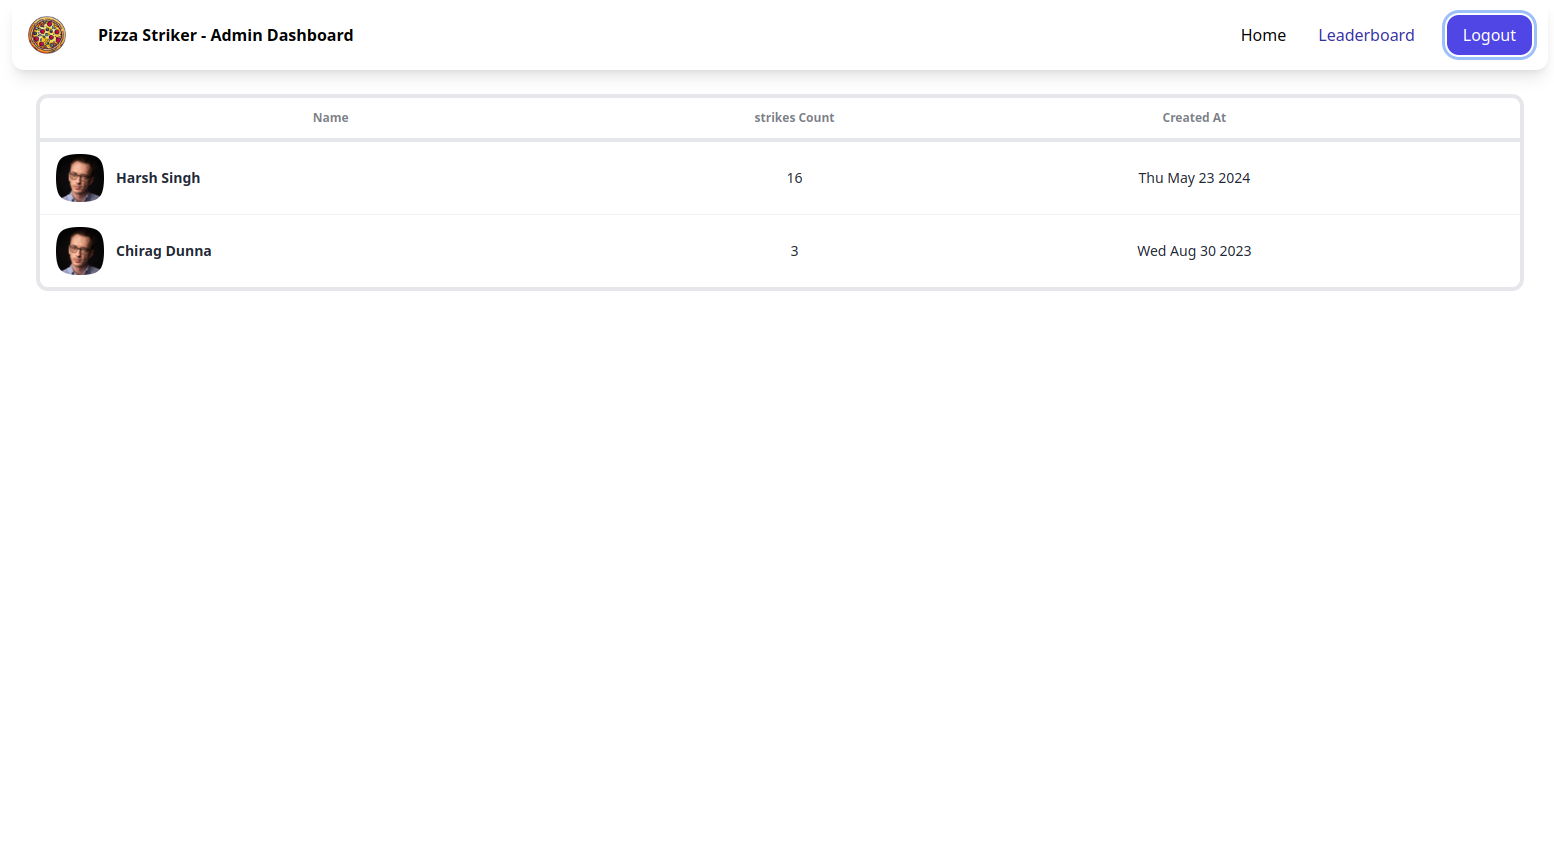 Pizza Striker - Admin Dashboard Home Leaderboard Logout
Name strikes Count Created At
Harsh Singh 16 Thu May 23 2024
Chirag Dunna 3 Wed Aug 30 2023